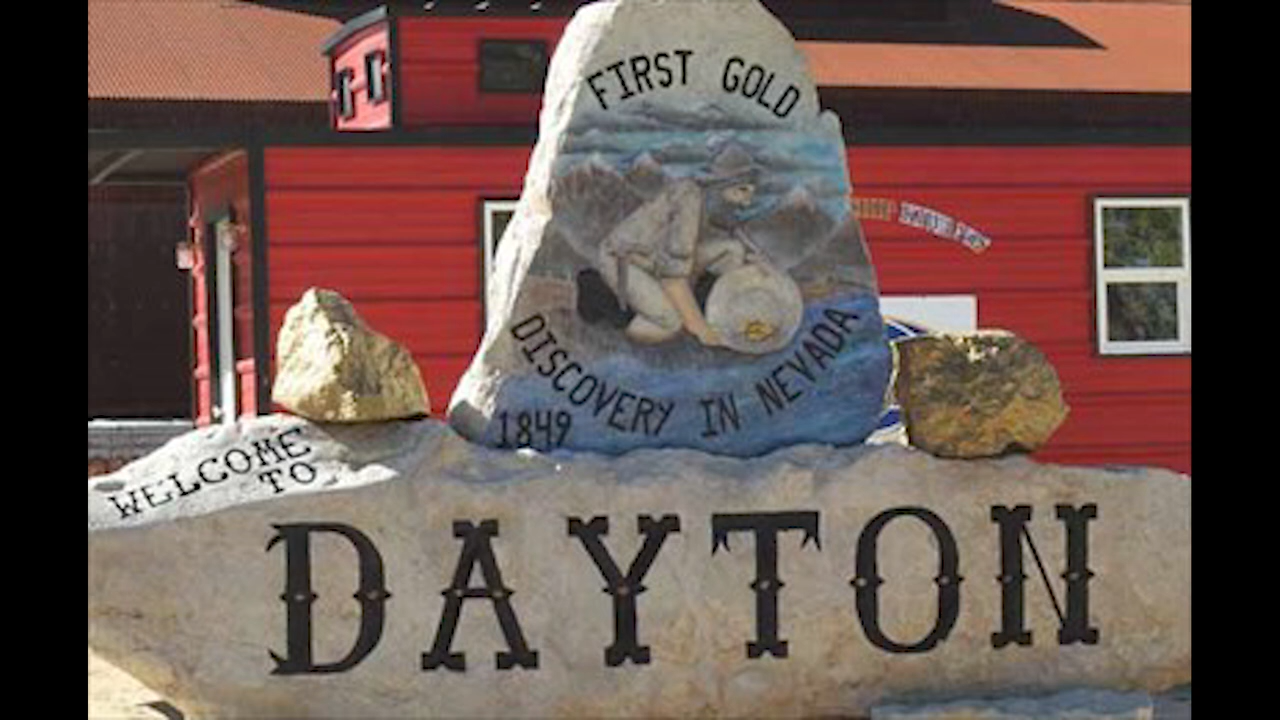 FIRST GOLD
DISCOVERY IN NEVADA
1849
WELCOME
TO
DAYTON